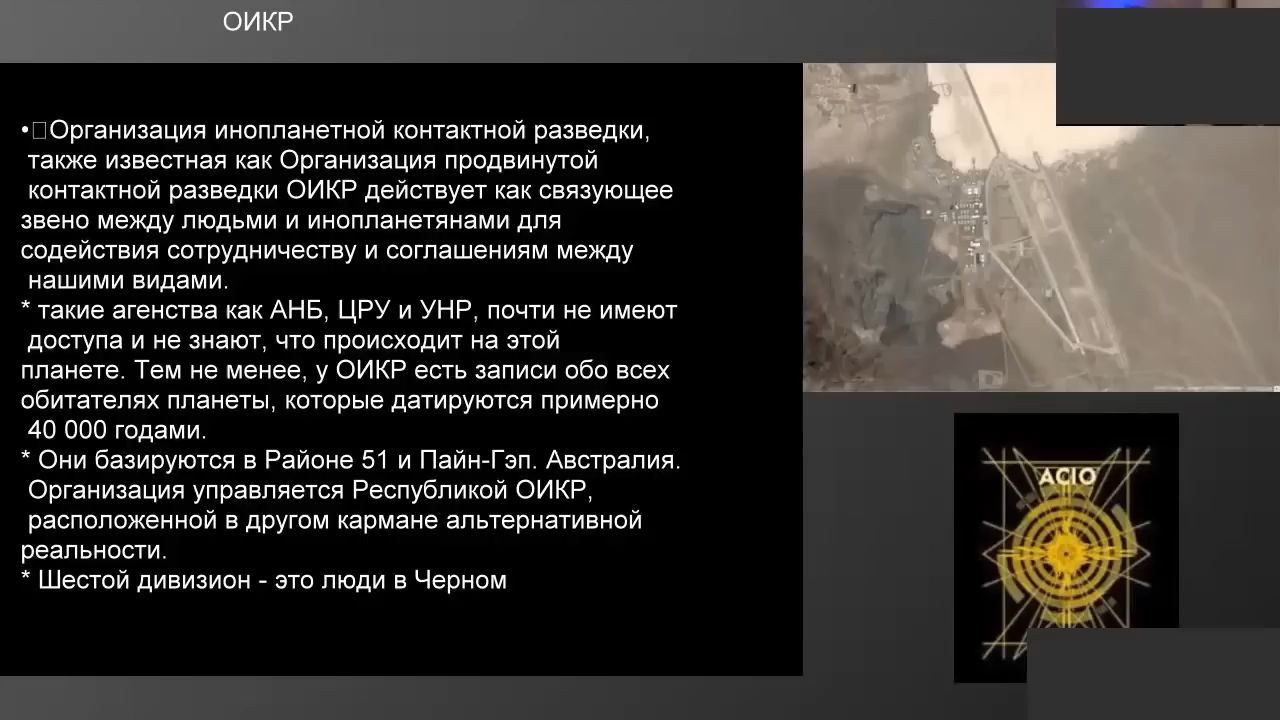 ОИКР
•Организация инопланетной контактной разведки,
также известная как Организация продвинутой
контактной разведки ОИКР действует как связующее
звено между людьми и инопланетянами для
содействия сотрудничеству и соглашениям между
нашими видами.
* такие агенства как АНБ, ЦРУ и УНР, почти не имеют
доступа и не знают, что происходит на этой
планете. Тем не менее, у ОИКР есть записи обо всех
обитателях планеты, которые датируются примерно
40 000 годами.
* Они базируются в Районе 51 и Пайн-Гэп. Австралия.
Организация управляется Республикой ОИКР,
расположенной в другом кармане альтернативной
реальности.
* Шестой дивизион - это люди в Черном
ACIO